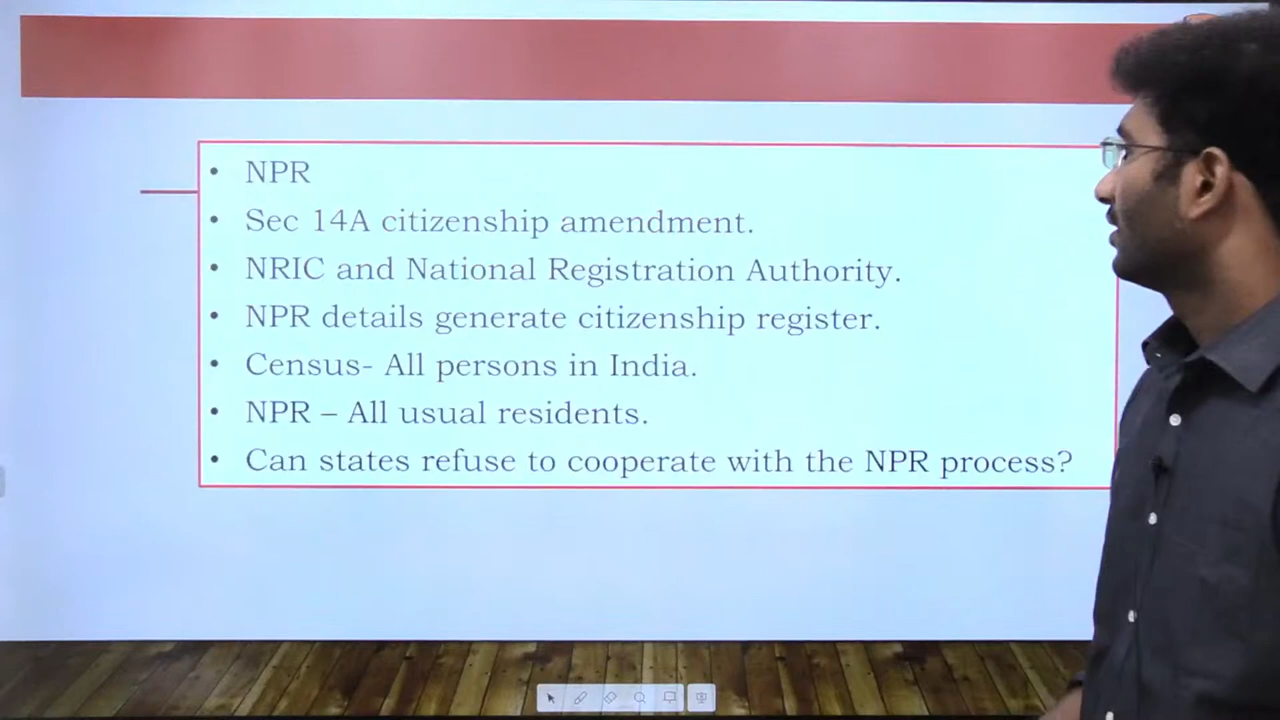 • NPR
• Sec 14A citizenship amendment.
• NRIC and National Registration Authority.
• NPR details generate citizenship register.
• Census- All persons in India.
• NPR – All usual residents.
• Can states refuse to cooperate with the NPR process?